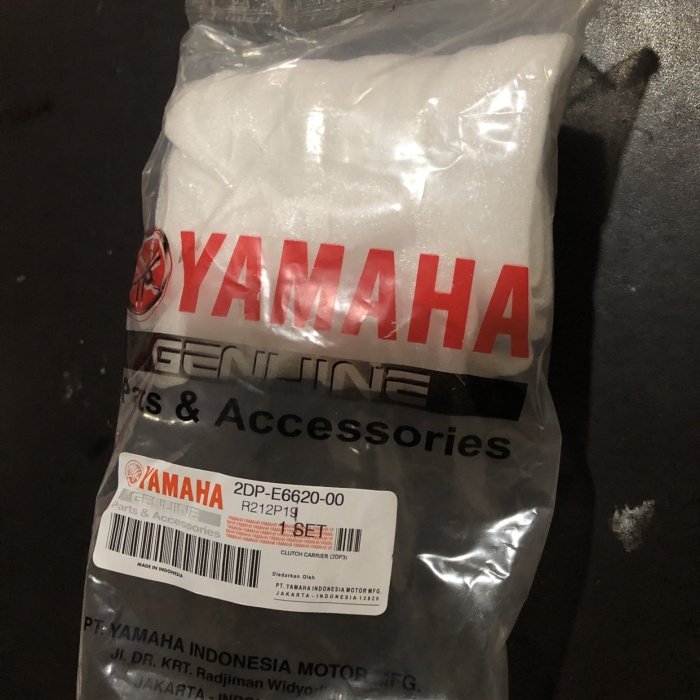 YAMAHA
GENUINE
Parts & Accessories
YAMAHA
GENUINE
Parts & Accessories
2DP-E6620-00
R212P19
1 SET
CLUTCH CARRIER (2DP3)
MADE IN INDONESIA
Diedarkan Oleh
PT. YAMAHA INDONESIA MOTOR MFG.
JAKARTA - INDONESIA 13920
PT. YAMAHA INDONESIA MOTOR MFG.
Jl. DR. KRT. Radjiman
JAKARTA -